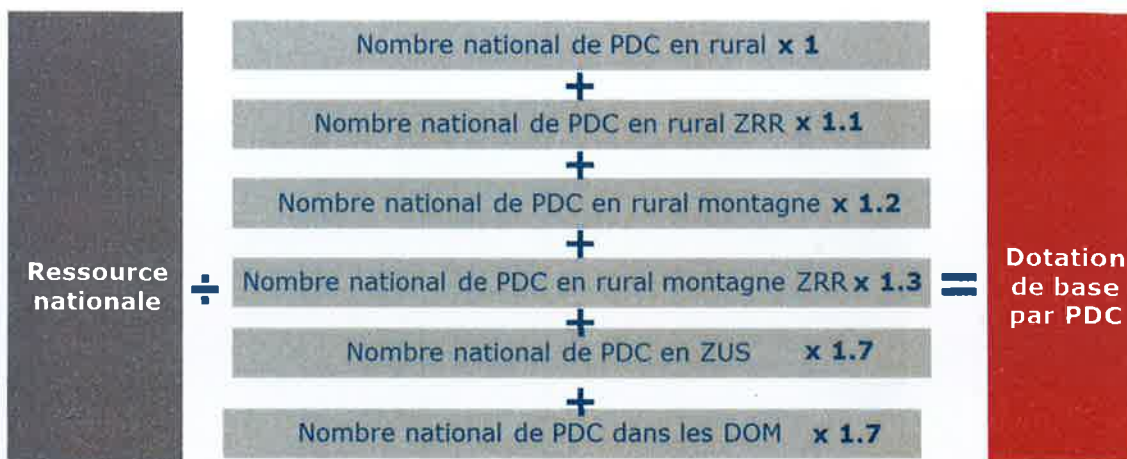 Nombre national de PDC en rural x 1
+
Nombre national de PDC en rural ZRR x 1.1
+
Nombre national de PDC en rural montagne x 1.2
+
Ressource
nationale
÷
Nombre national de PDC en rural montagne ZRR x 1.3
=
Dotation
de base
par PDC
+
Nombre national de PDC en ZUS x 1.7
+
Nombre national de PDC dans les DOM x 1.7